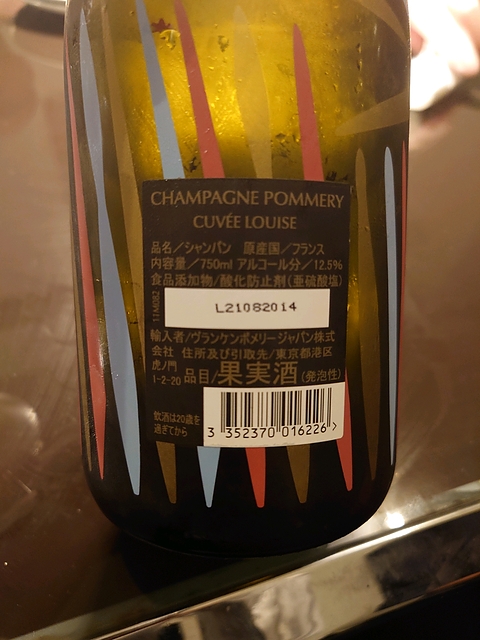 CHAMPAGNE POMMERY
CUVÉE LOUISE
品名/シャンパン 原産国/フランス
内容量/750ml アルコール分/12.5%
食品添加物/酸化防止剤(亜硫酸塩)
L21082014
輸入者/ヴランケンポメリージャパン株式
会社 住所及び引取先/東京都港区
虎ノ門
1-2-20 品目/果実酒(発泡性)
飲酒は20歳を
過ぎてから
3 352370 016226 >